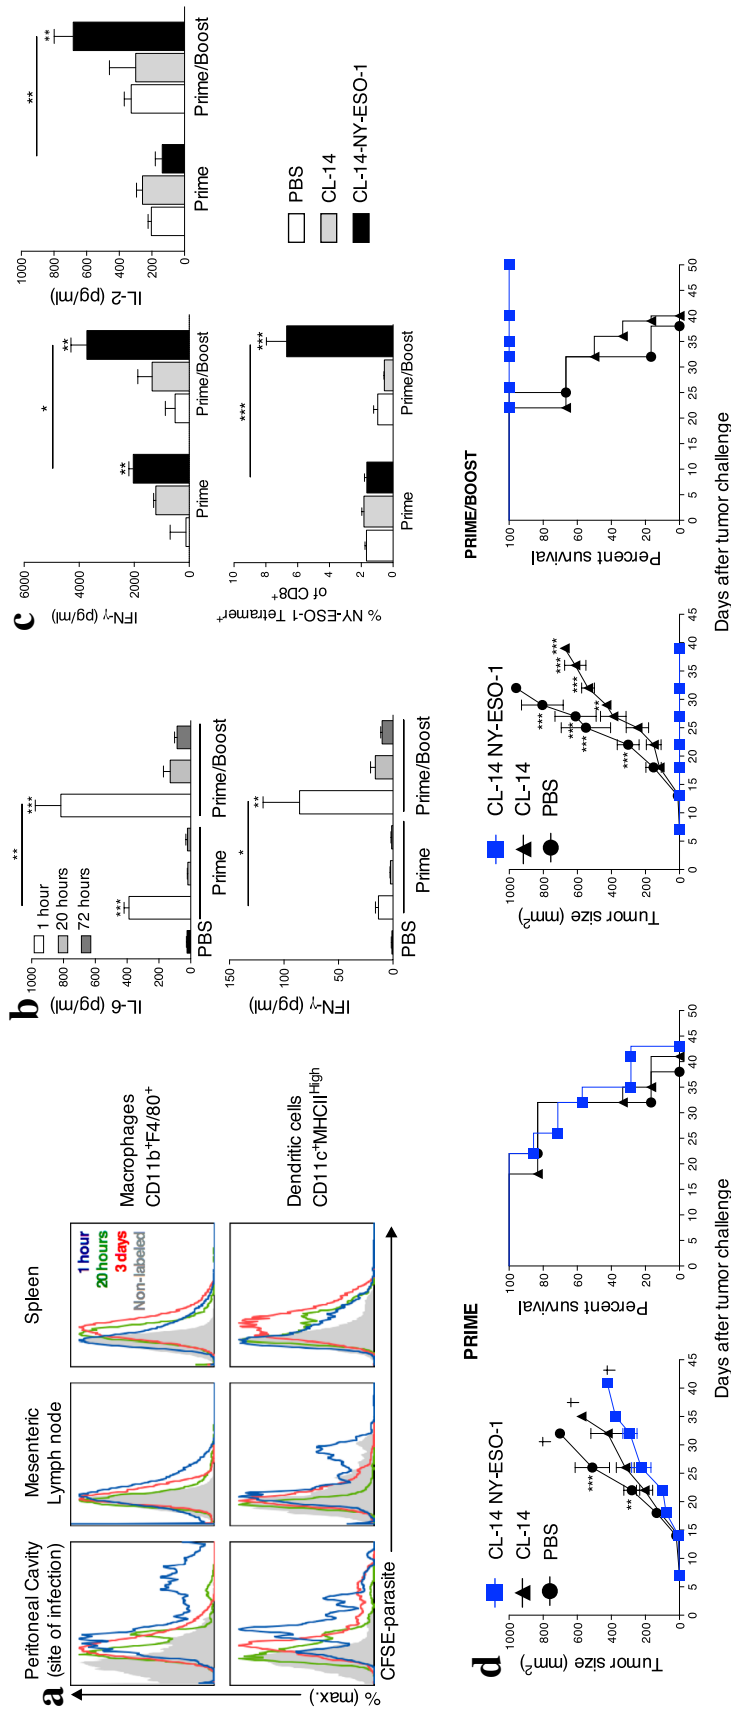 a
Peritoneal Cavity
(site of infection)
Mesenteric
Lymph node
Spleen
1 hour
20 hours
3 days
Non-labeled
Macrophages
CD11b+F4/80+
Dendritic cells
CD11c+MHCIIHigh
% (max.)
CFSE-parasite
b
1 hour
20 hours
72 hours
IL-6 (pg/ml)
1000
800
600
400
200
0
***
**
***
PBS
Prime
Prime/Boost
IFN-γ (pg/ml)
150
100
50
0
*
**
PBS
Prime
Prime/Boost
c
IFN-γ (pg/ml)
6000
4000
2000
0
**
*
**
Prime
Prime/Boost
IL-2 (pg/ml)
1000
800
600
400
200
0
**
**
Prime
Prime/Boost
% NY-ESO-1 Tetramer+
of CD8+
10
8
6
4
2
0
***
***
Prime
Prime/Boost
PBS
CL-14
CL-14-NY-ESO-1
d
PRIME
CL-14 NY-ESO-1
CL-14
PBS
Tumor size (mm2)
1000
800
600
400
200
0
** *** † † †
0 5 10 15 20 25 30 35 40 45
Percent survival
100
80
60
40
20
0
0 5 10 15 20 25 30 35 40 45 50
Days after tumor challenge
PRIME/BOOST
CL-14 NY-ESO-1
CL-14
PBS
Tumor size (mm2)
1000
800
600
400
200
0
*** *** *** *** ** *** *** ***
0 5 10 15 20 25 30 35 40 45
Percent survival
100
80
60
40
20
0
0 5 10 15 20 25 30 35 40 45 50
Days after tumor challenge